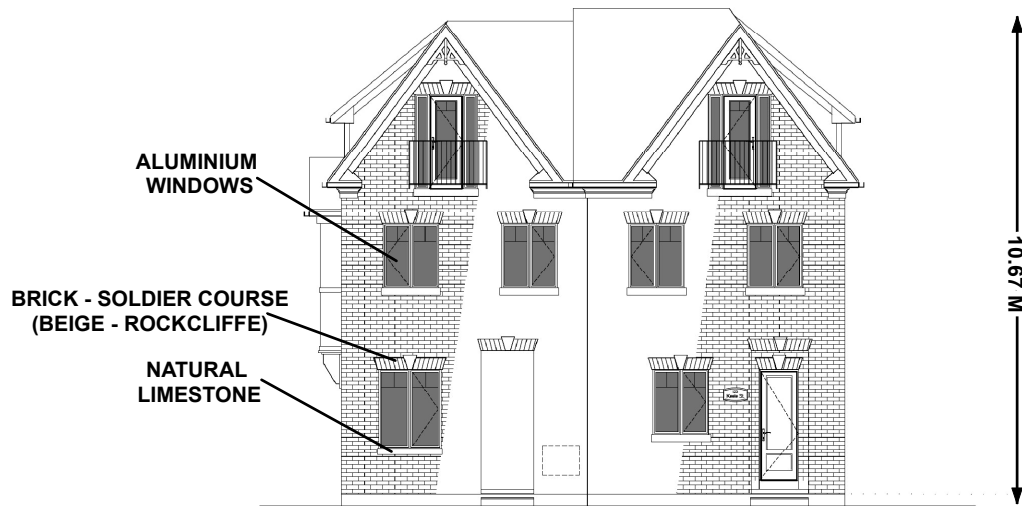 ALUMINIUM
WINDOWS
10.67 M
BRICK - SOLDIER COURSE
(BEIGE - ROCKCLIFFE)
NATURAL
LIMESTONE